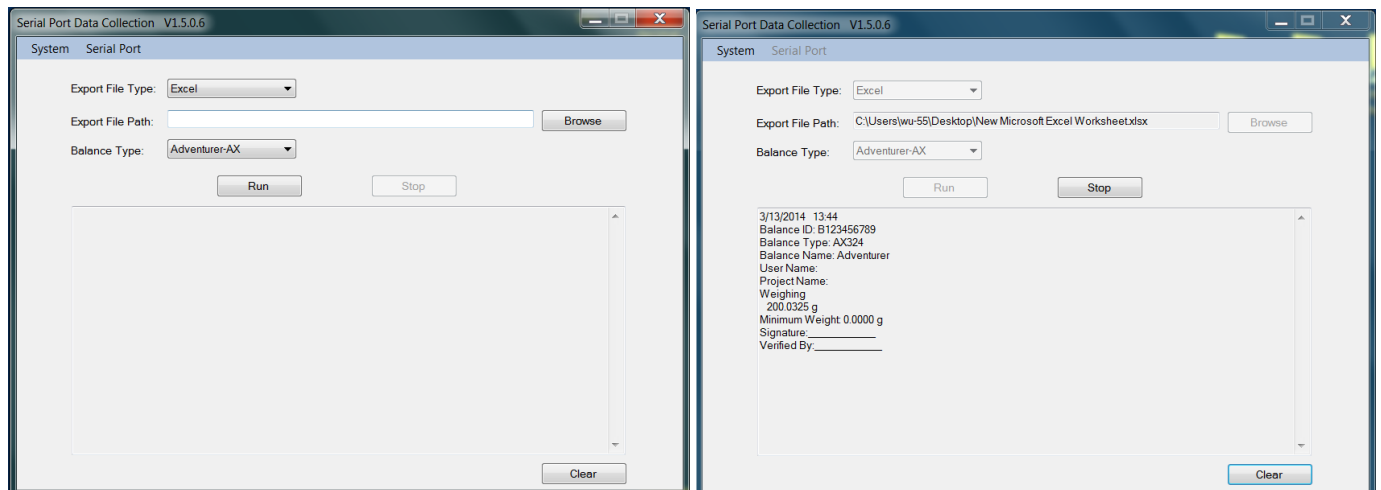 Serial Port Data Collection V1.5.0.6
System Serial Port
Export File Type: Excel
Export File Path: Browse
Balance Type: Adventurer-AX
Run Stop
Clear
Serial Port Data Collection V1.5.0.6
System Serial Port
Export File Type: Excel
Export File Path: C:\Users\wu-55\Desktop\New Microsoft Excel Worksheet.xlsx Browse
Balance Type: Adventurer-AX
Run Stop
3/13/2014 13:44
Balance ID: B123456789
Balance Type: AX324
Balance Name: Adventurer
User Name:
Project Name:
Weighing
200.0325 g
Minimum Weight: 0.0000 g
Signature:____________
Verified By:____________
Clear